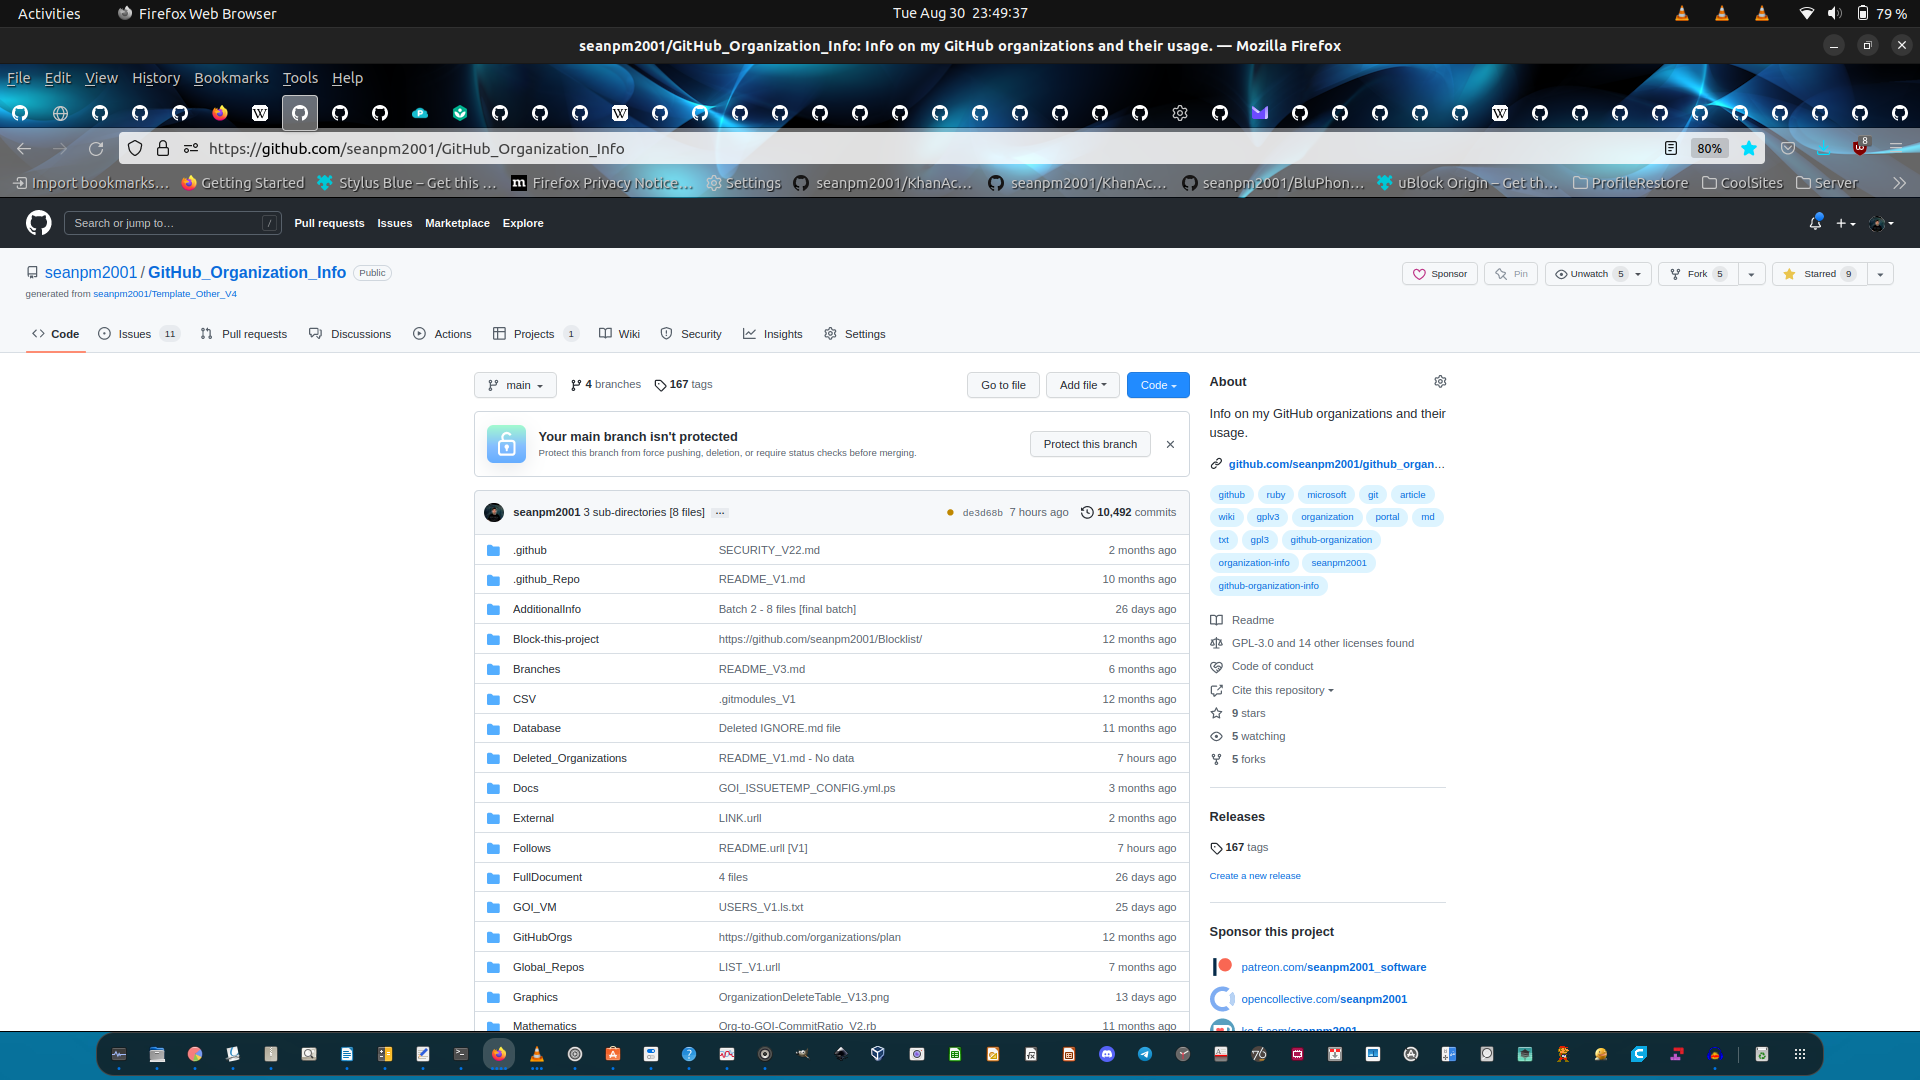 Activities
Firefox Web Browser
Tue Aug 30 23:49:37
79 %
seanpm2001/GitHub_Organization_Info: Info on my GitHub organizations and their usage. — Mozilla Firefox
File Edit View History Bookmarks Tools Help
https://github.com/seanpm2001/GitHub_Organization_Info
80%
8
Import bookmarks…
Getting Started
Stylus Blue – Get this …
Firefox Privacy Notice…
Settings
seanpm2001/KhanAc…
seanpm2001/KhanAc…
seanpm2001/BluPhon…
uBlock Origin – Get th…
ProfileRestore
CoolSites
Server
Search or jump to…
/
Pull requests
Issues
Marketplace
Explore
seanpm2001 / GitHub_Organization_Info Public
Sponsor
Pin
Unwatch 5
Fork 5
Starred 9
generated from seanpm2001/Template_Other_V4
Code
Issues 11
Pull requests
Discussions
Actions
Projects 1
Wiki
Security
Insights
Settings
main
4 branches
167 tags
Go to file
Add file
Code
Your main branch isn't protected
Protect this branch from force pushing, deletion, or require status checks before merging.
Protect this branch
seanpm2001 3 sub-directories [8 files] …
de3d68b 7 hours ago
10,492 commits
.github SECURITY_V22.md 2 months ago
.github_Repo README_V1.md 10 months ago
AdditionalInfo Batch 2 - 8 files [final batch] 26 days ago
Block-this-project https://github.com/seanpm2001/Blocklist/ 12 months ago
Branches README_V3.md 6 months ago
CSV .gitmodules_V1 12 months ago
Database Deleted IGNORE.md file 11 months ago
Deleted_Organizations README_V1.md - No data 7 hours ago
Docs GOI_ISSUETEMP_CONFIG.yml.ps 3 months ago
External LINK.urll 2 months ago
Follows README.urll [V1] 7 hours ago
FullDocument 4 files 26 days ago
GOI_VM USERS_V1.ls.txt 25 days ago
GitHubOrgs https://github.com/organizations/plan 12 months ago
Global_Repos LIST_V1.urll 7 months ago
Graphics OrganizationDeleteTable_V13.png 13 days ago
Mathematics Org-to-GOI-CommitRatio_V2.rb 11 months ago
About
Info on my GitHub organizations and their
usage.
github.com/seanpm2001/github_organ…
github ruby microsoft git article
wiki gplv3 organization portal md
txt gpl3 github-organization
organization-info seanpm2001
github-organization-info
Readme
GPL-3.0 and 14 other licenses found
Code of conduct
Cite this repository
9 stars
5 watching
5 forks
Releases
167 tags
Create a new release
Sponsor this project
patreon.com/seanpm2001_software
opencollective.com/seanpm2001
ko-fi.com/seanpm2001